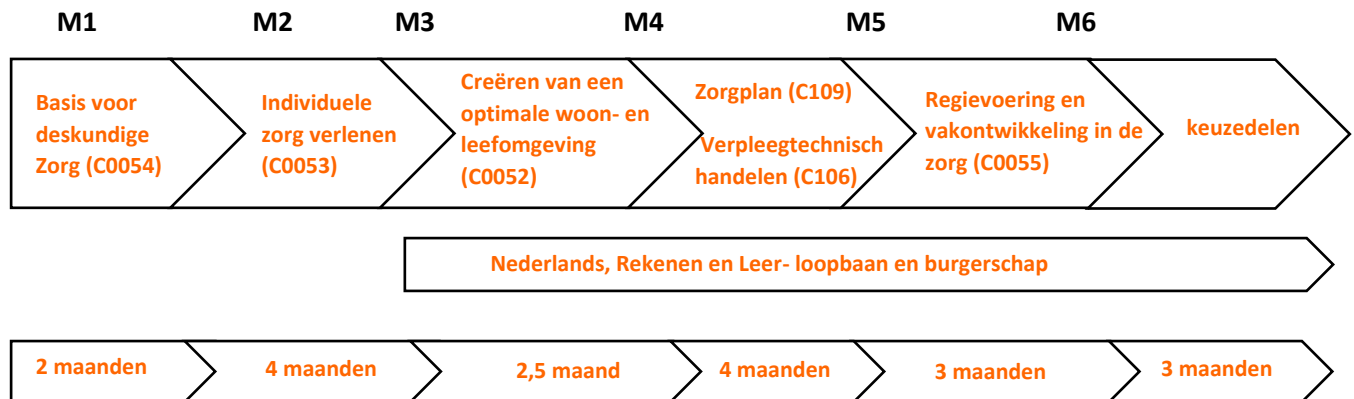 M1 M2 M3 M4 M5 M6
Basis voor
deskundige
Zorg (C0054)
Individuele
zorg verlenen
(C0053)
Creëren van een
optimale woon- en
leefomgeving
(C0052)
Zorgplan (C109)
Verpleegtechnisch
handelen (C106)
Regievoering en
vakontwikkeling in de
zorg (C0055)
keuzedelen
Nederlands, Rekenen en Leer- loopbaan en burgerschap
2 maanden
4 maanden
2,5 maand
4 maanden
3 maanden
3 maanden